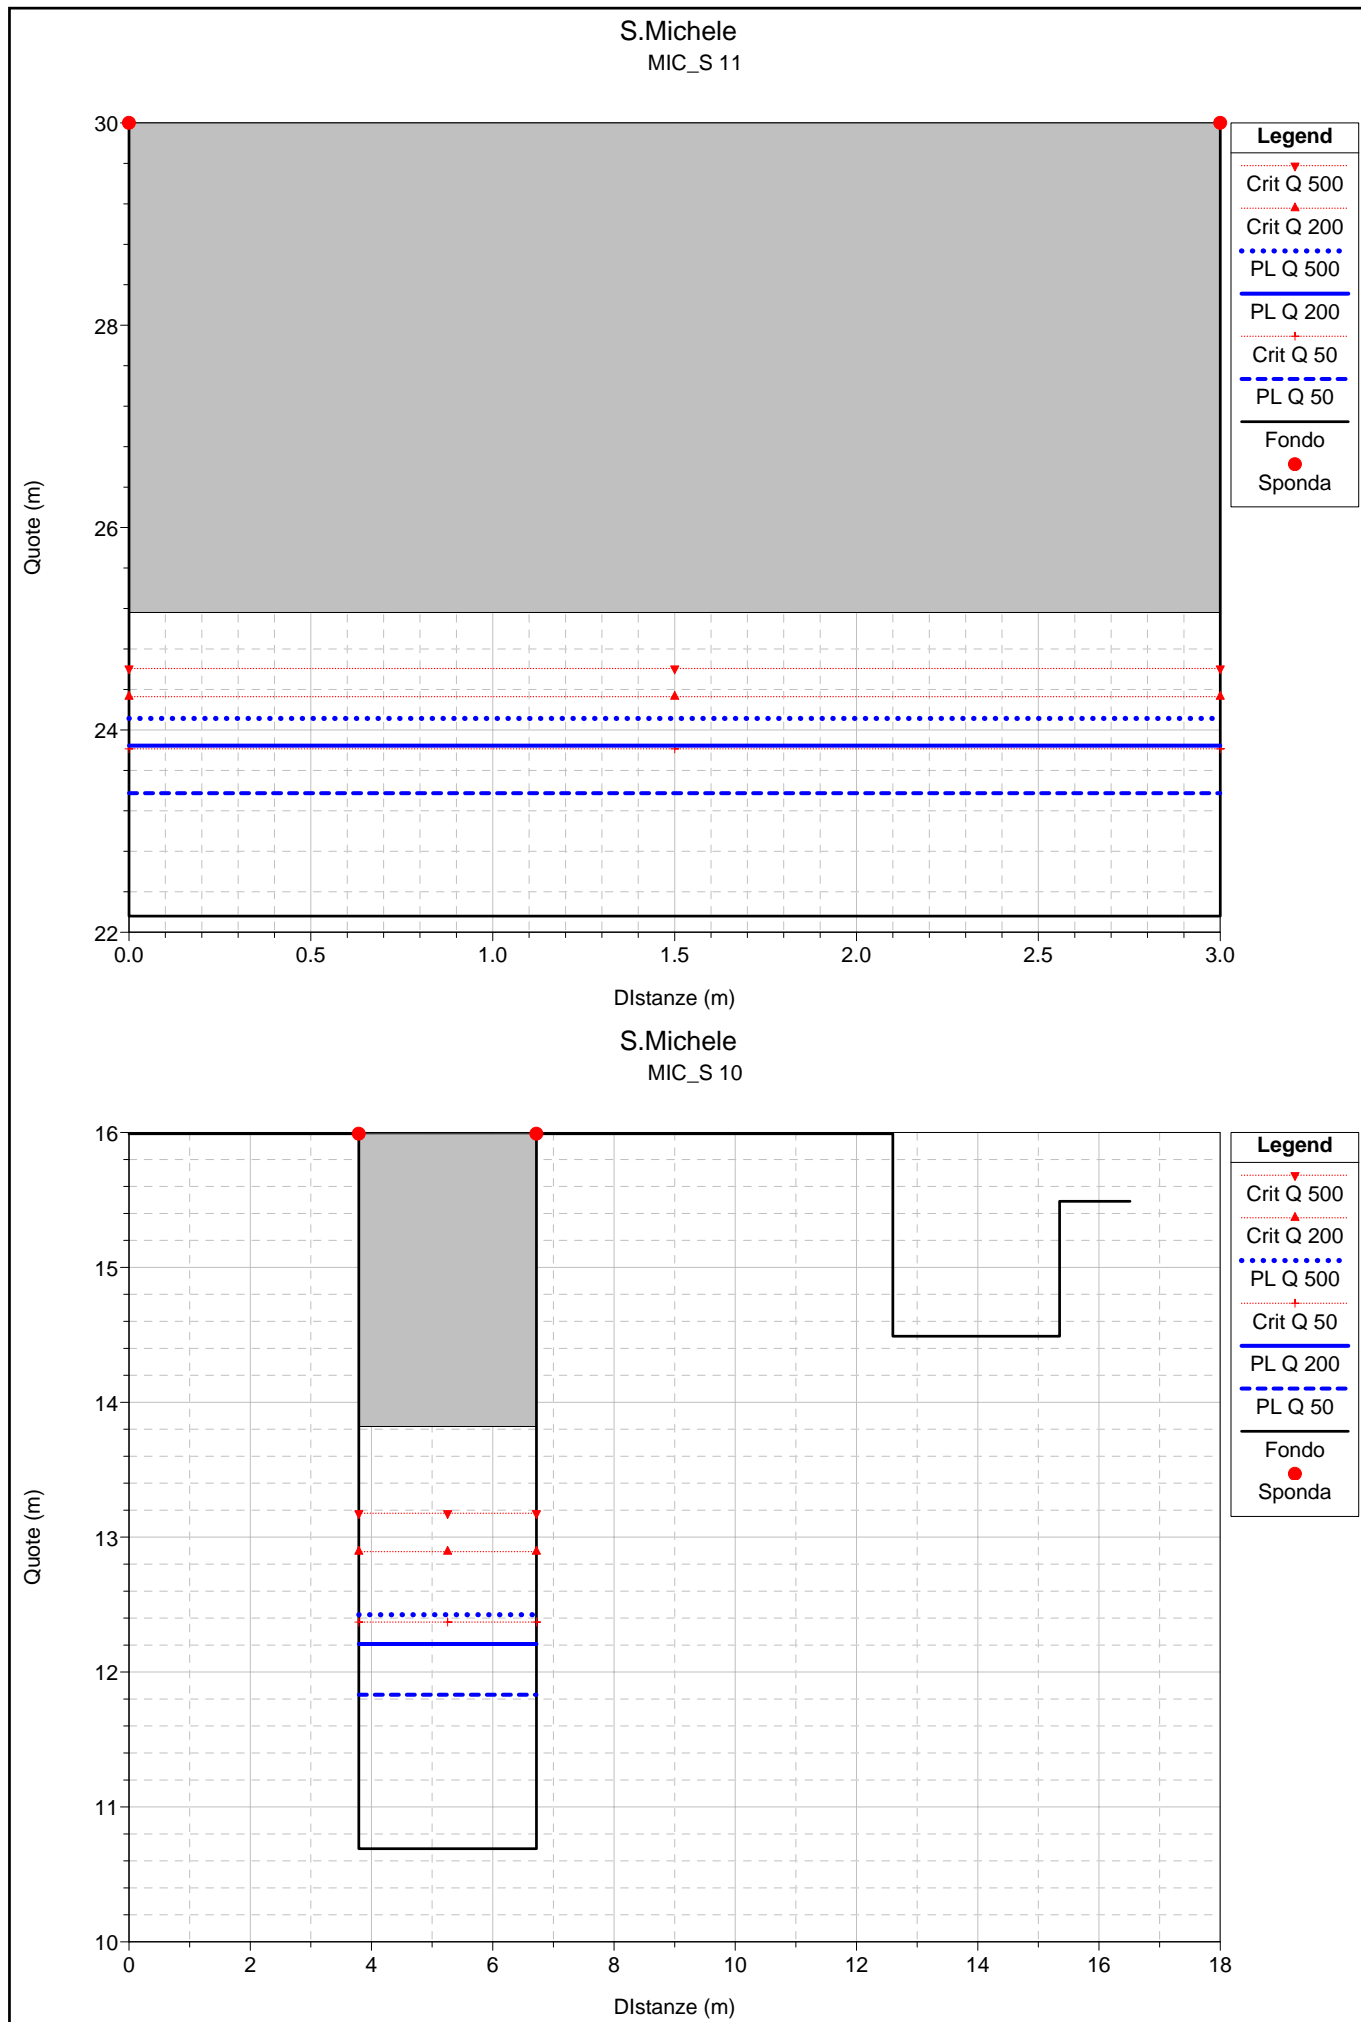 S.Michele
MIC_S 11
30
28
26
24
22
Quote (m)
0.0 0.5 1.0 1.5 2.0 2.5 3.0
DIstanze (m)
Legend
Crit Q 500
Crit Q 200
PL Q 500
PL Q 200
Crit Q 50
PL Q 50
Fondo
Sponda
S.Michele
MIC_S 10
16
15
14
13
12
11
10
Quote (m)
0 2 4 6 8 10 12 14 16 18
DIstanze (m)
Legend
Crit Q 500
Crit Q 200
PL Q 500
Crit Q 50
PL Q 200
PL Q 50
Fondo
Sponda